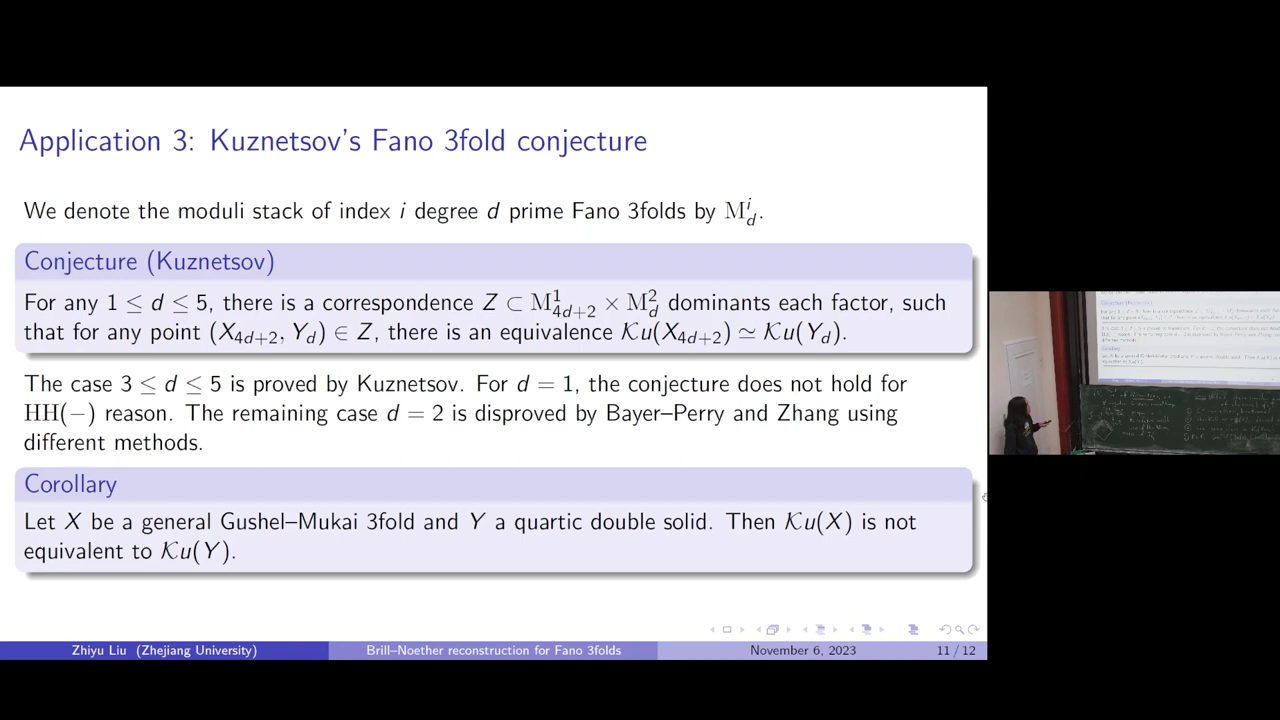 Application 3: Kuznetsov's Fano 3fold conjecture
We denote the moduli stack of index i degree d prime Fano 3folds by M^i_d.
Conjecture (Kuznetsov)
For any 1 ≤ d ≤ 5, there is a correspondence Z ⊂ M^1_{4d+2} × M^2_d dominants each factor, such
that for any point (X_{4d+2}, Y_d) ∈ Z, there is an equivalence Ku(X_{4d+2}) ≃ Ku(Y_d).
The case 3 ≤ d ≤ 5 is proved by Kuznetsov. For d = 1, the conjecture does not hold for
HH(−) reason. The remaining case d = 2 is disproved by Bayer–Perry and Zhang using
different methods.
Corollary
Let X be a general Gushel–Mukai 3fold and Y a quartic double solid. Then Ku(X) is not
equivalent to Ku(Y).
Zhiyu Liu (Zhejiang University)
Brill–Noether reconstruction for Fano 3folds
November 6, 2023
11 / 12